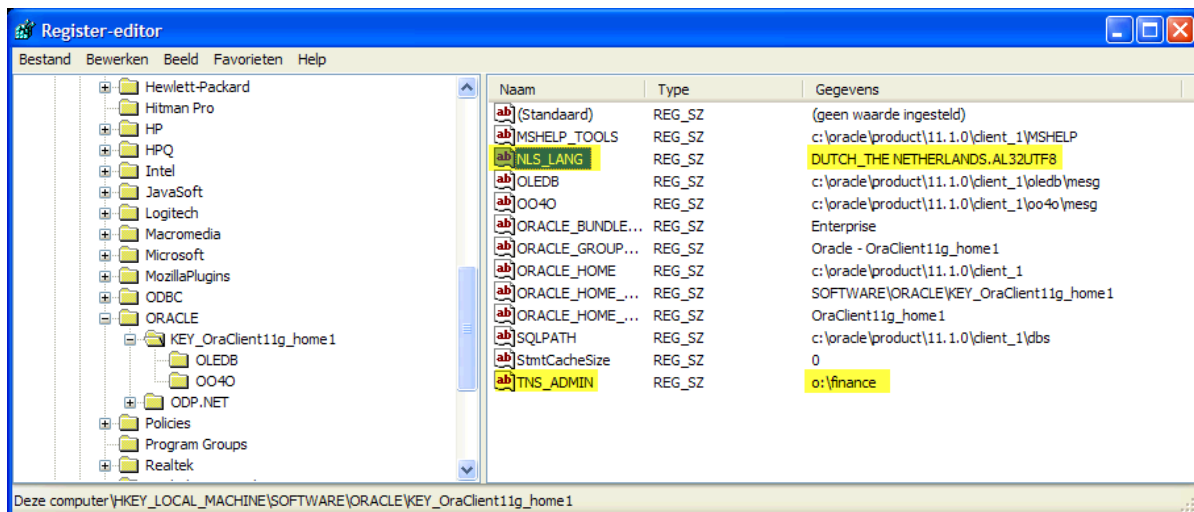 Register-editor
Bestand Bewerken Beeld Favorieten Help
Hewlett-Packard
Hitman Pro
HP
HPQ
Intel
JavaSoft
Logitech
Macromedia
Microsoft
MozillaPlugins
ODBC
ORACLE
KEY_OraClient11g_home1
OLEDB
OO4O
ODP.NET
Policies
Program Groups
Realtek
Naam Type Gegevens
(Standaard) REG_SZ (geen waarde ingesteld)
MSHELP_TOOLS REG_SZ c:\oracle\product\11.1.0\client_1\MSHELP
NLS_LANG REG_SZ DUTCH_THE NETHERLANDS.AL32UTF8
OLEDB REG_SZ c:\oracle\product\11.1.0\client_1\oledb\mesg
OO4O REG_SZ c:\oracle\product\11.1.0\client_1\oo4o\mesg
ORACLE_BUNDLE... REG_SZ Enterprise
ORACLE_GROUP... REG_SZ Oracle - OraClient11g_home1
ORACLE_HOME REG_SZ c:\oracle\product\11.1.0\client_1
ORACLE_HOME_... REG_SZ SOFTWARE\ORACLE\KEY_OraClient11g_home1
ORACLE_HOME_... REG_SZ OraClient11g_home1
SQLPATH REG_SZ c:\oracle\product\11.1.0\client_1\dbs
StmtCacheSize REG_SZ 0
TNS_ADMIN REG_SZ o:\finance
Deze computer\HKEY_LOCAL_MACHINE\SOFTWARE\ORACLE\KEY_OraClient11g_home1